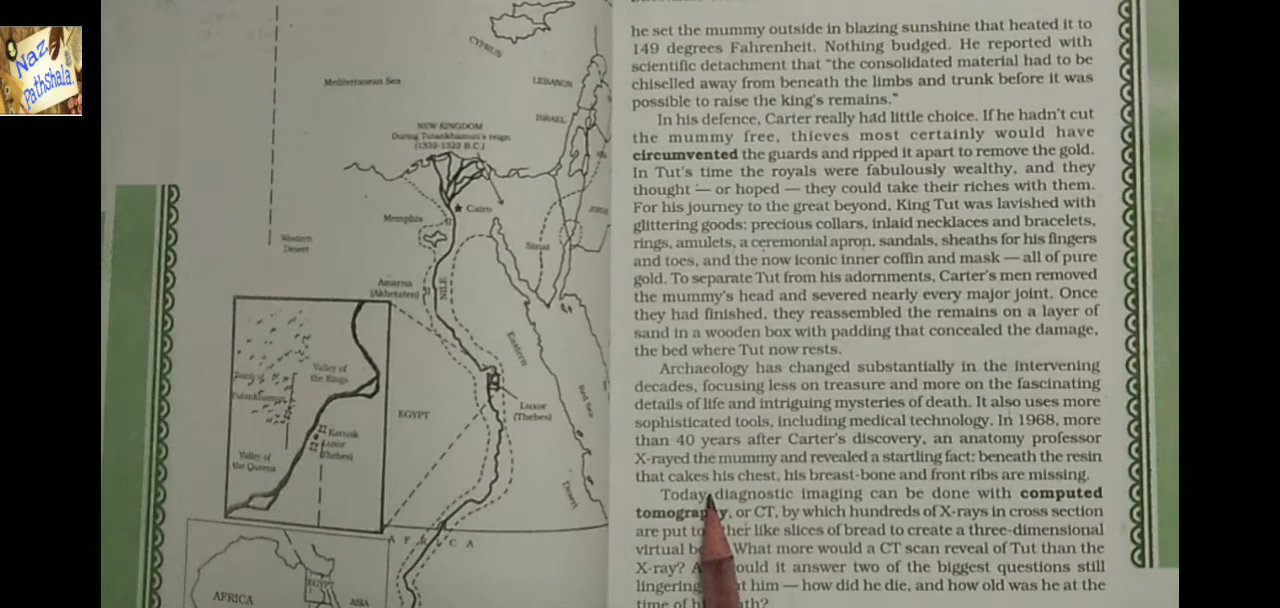 Naz
Pathshala.
CYPRUS
Mediterranean Sea
LEBANON
ISRAEL
NEW KINGDOM
During Tutankhamun's reign
(1332-1322 B.C.)
Cairo
Memphis
Sinai
Western
Desert
Amarna
(Akhetaten)
NILE
Eastern
Desert
Red Sea
Valley of
the Kings
Tomb of
Tutankhamun
Luxor
(Thebes)
EGYPT
Karnak
Luxor
(Thebes)
Valley of
the Queens
AFRICA
EGYPT
AFRICA
ASIA
he set the mummy outside in blazing sunshine that heated it to
149 degrees Fahrenheit. Nothing budged. He reported with
scientific detachment that "the consolidated material had to be
chiselled away from beneath the limbs and trunk before it was
possible to raise the king's remains."
In his defence, Carter really had little choice. If he hadn't cut
the mummy free, thieves most certainly would have
circumvented the guards and ripped it apart to remove the gold.
In Tut's time the royals were fabulously wealthy, and they
thought — or hoped — they could take their riches with them.
For his journey to the great beyond, King Tut was lavished with
glittering goods: precious collars, inlaid necklaces and bracelets,
rings, amulets, a ceremonial apron, sandals, sheaths for his fingers
and toes, and the now iconic inner coffin and mask — all of pure
gold. To separate Tut from his adornments, Carter's men removed
the mummy's head and severed nearly every major joint. Once
they had finished, they reassembled the remains on a layer of
sand in a wooden box with padding that concealed the damage,
the bed where Tut now rests.
Archaeology has changed substantially in the intervening
decades, focusing less on treasure and more on the fascinating
details of life and intriguing mysteries of death. It also uses more
sophisticated tools, including medical technology. In 1968, more
than 40 years after Carter's discovery, an anatomy professor
X-rayed the mummy and revealed a startling fact: beneath the resin
that cakes his chest, his breast-bone and front ribs are missing.
Today diagnostic imaging can be done with computed
tomography, or CT, by which hundreds of X-rays in cross section
are put together like slices of bread to create a three-dimensional
virtual What more would a CT scan reveal of Tut than the
X-ray? could it answer two of the biggest questions still
lingering him — how did he die, and how old was he at the
time of